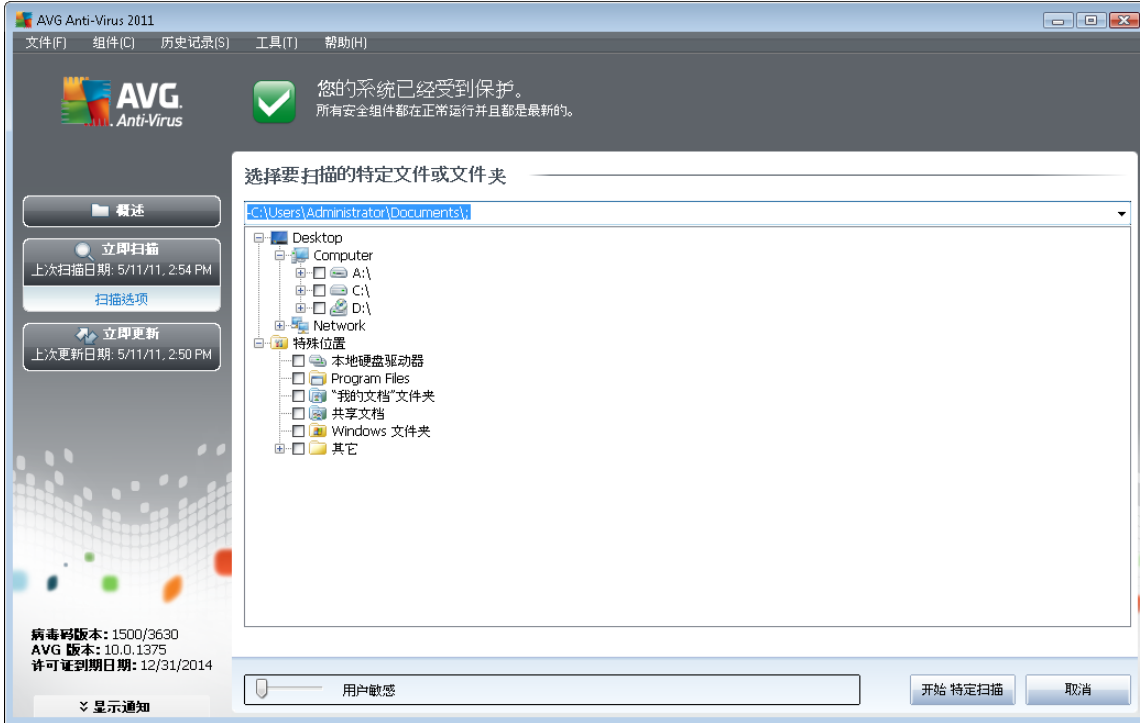 AVG Anti-Virus 2011
文件(F) 组件(C) 历史记录(S) 工具(T) 帮助(H)
AVG.
Anti-Virus
您的系统已经受到保护。
所有安全组件都在正常运行并且都是最新的。
选择要扫描的特定文件或文件夹
概述
立即扫描
上次扫描日期: 5/11/11, 2:54 PM
扫描选项
立即更新
上次更新日期: 5/11/11, 2:50 PM
-C:\Users\Administrator\Documents\;
Desktop
Computer
A:\
C:\
D:\
Network
特殊位置
本地硬盘驱动器
Program Files
“我的文档”文件夹
共享文档
Windows 文件夹
其它
病毒码版本: 1500/3630
AVG 版本: 10.0.1375
许可证到期日期: 12/31/2014
显示通知
用户敏感
开始 特定扫描
取消